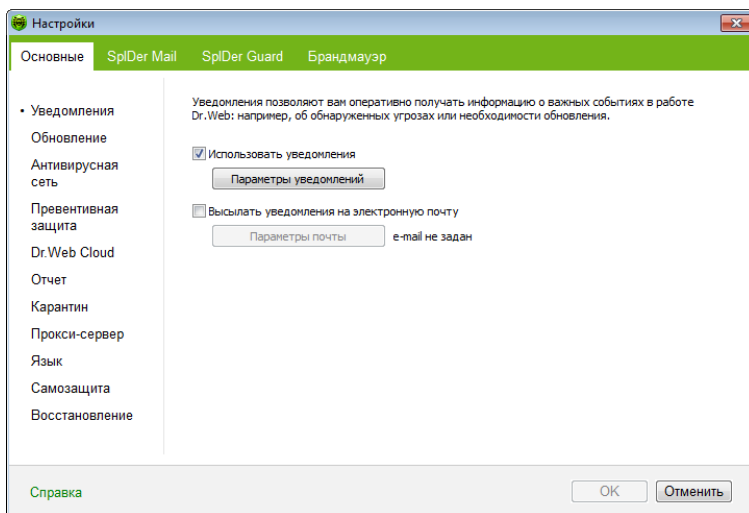 Настройки
Основные SpIDer Mail SpIDer Guard Брандмауэр
• Уведомления
Обновление
Антивирусная
сеть
Превентивная
защита
Dr.Web Cloud
Отчет
Карантин
Прокси-сервер
Язык
Самозащита
Восстановление
Уведомления позволяют вам оперативно получать информацию о важных событиях в работе
Dr.Web: например, об обнаруженных угрозах или необходимости обновления.
Использовать уведомления
Параметры уведомлений
Высылать уведомления на электронную почту
Параметры почты e-mail не задан
Справка
OK Отменить